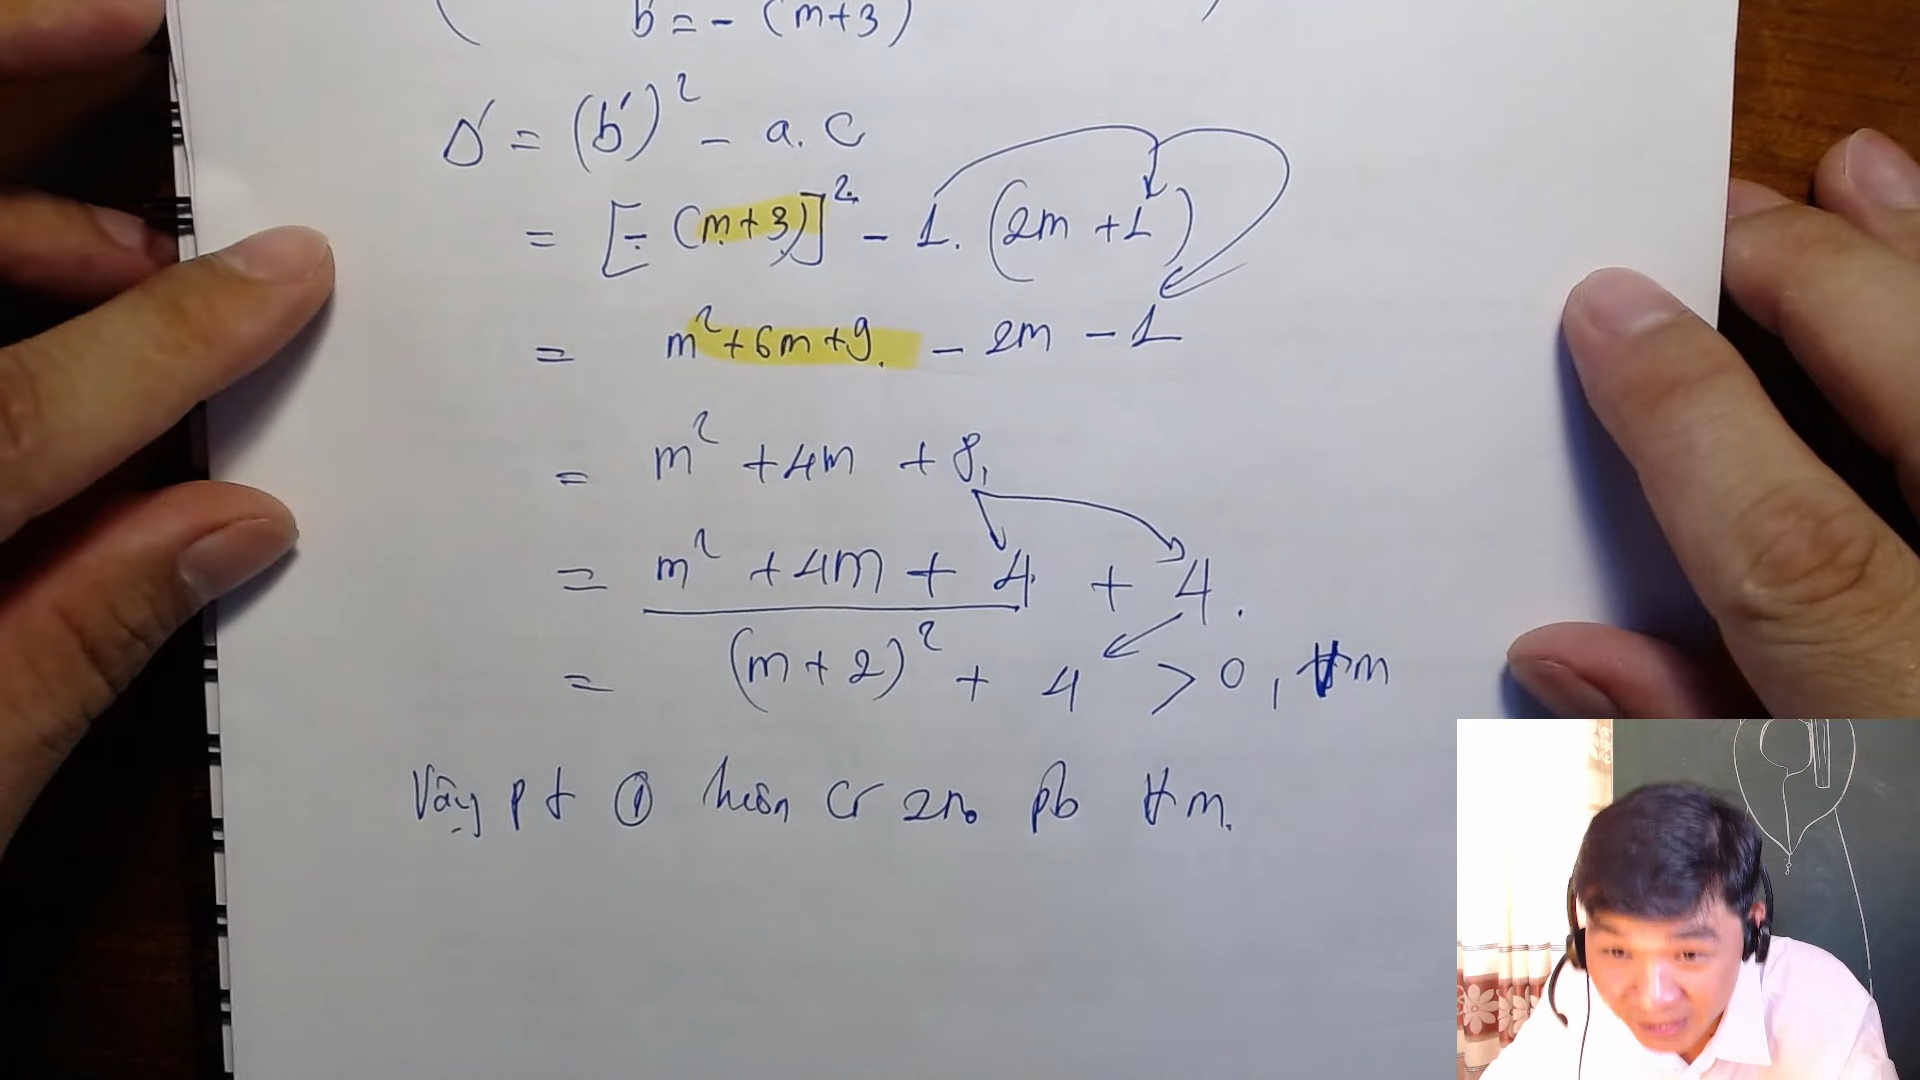 b' = - (m+3)
Δ' = (b')² - a.c
= [- (m+3)]² - 1. (2m +1)
= m² +6m +9 - 2m - 1
= m² +4m + 8
= m² +4m + 4 + 4.
= (m+2)² + 4 > 0, ∀m
Vậy pt ① luôn có 2n₀ pb ∀m.